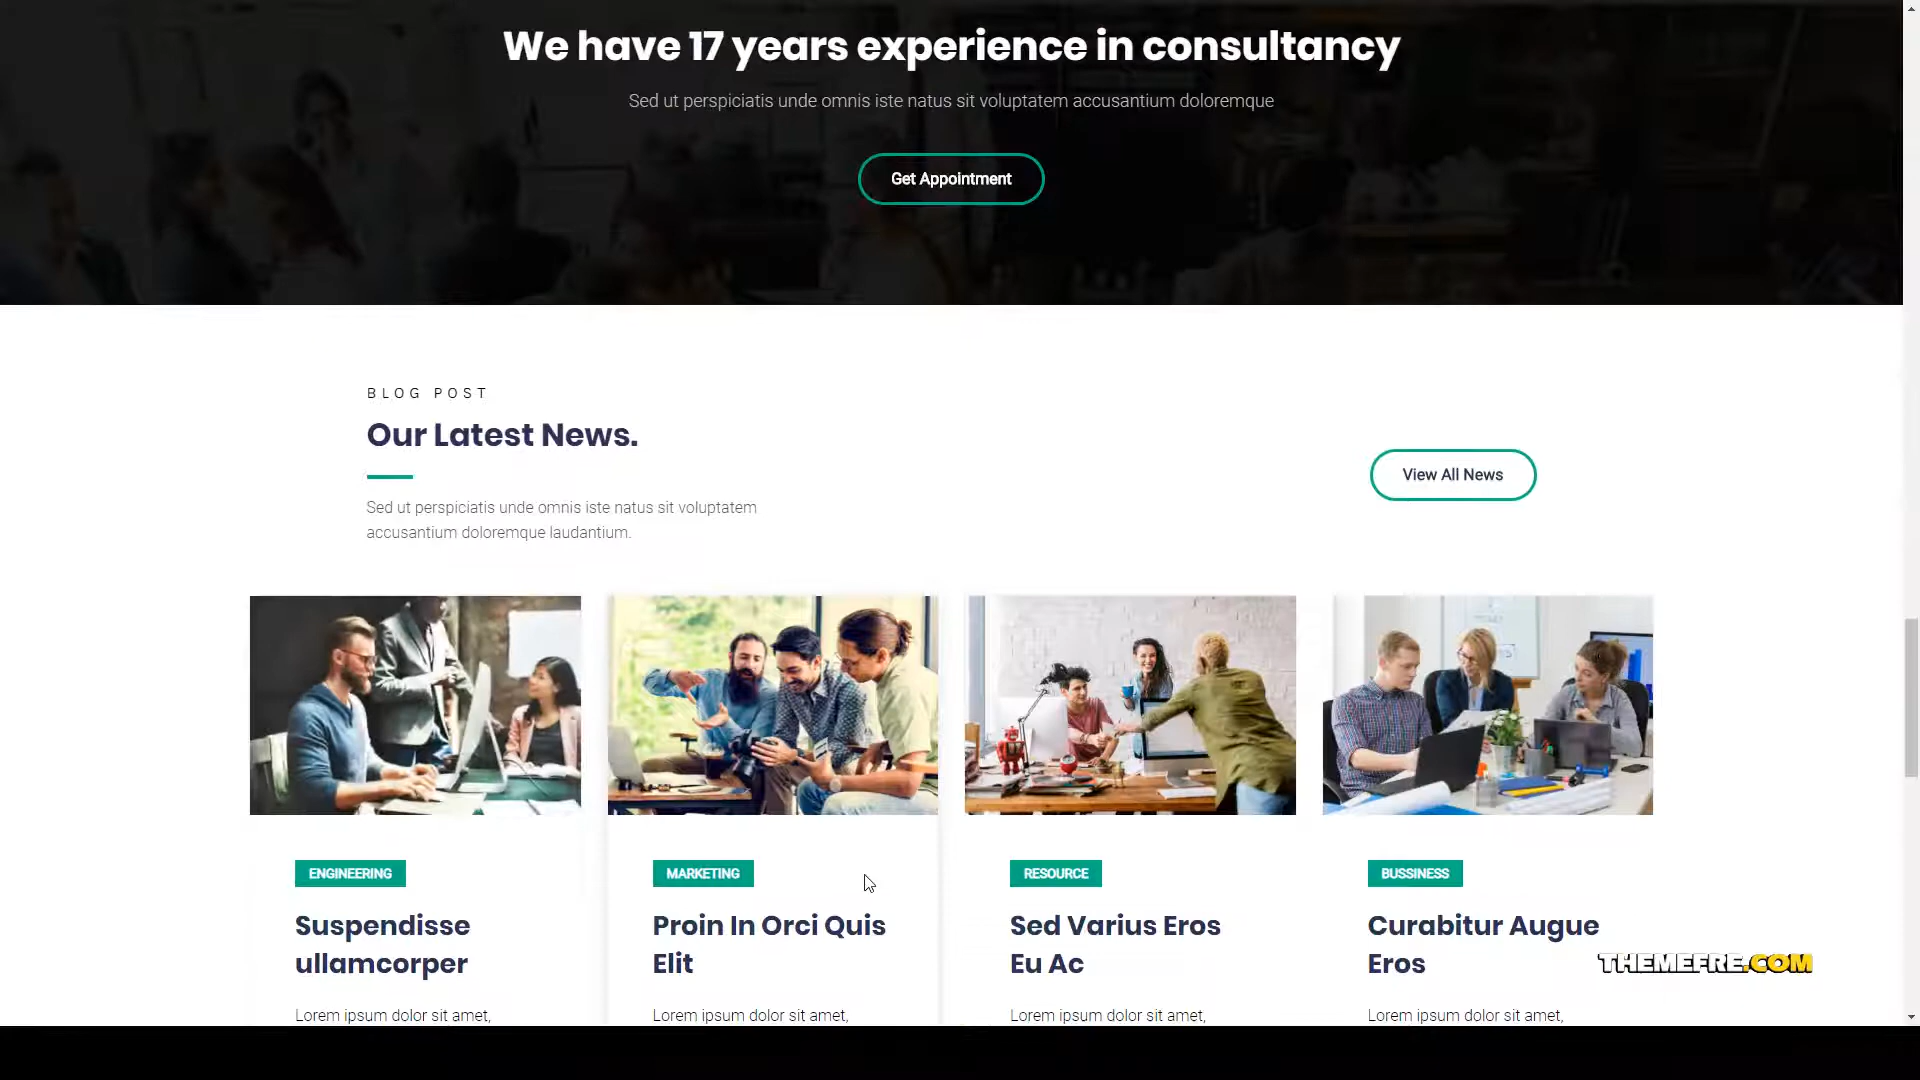 We have 17 years experience in consultancy
Sed ut perspiciatis unde omnis iste natus sit voluptatem accusantium doloremque
Get Appointment
BLOG POST
Our Latest News.
View All News
Sed ut perspiciatis unde omnis iste natus sit voluptatem
accusantium doloremque laudantium.
ENGINEERING
Suspendisse
ullamcorper
Lorem ipsum dolor sit amet,
MARKETING
Proin In Orci Quis
Elit
Lorem ipsum dolor sit amet,
RESOURCE
Sed Varius Eros
Eu Ac
Lorem ipsum dolor sit amet,
BUSSINESS
Curabitur Augue
Eros
Lorem ipsum dolor sit amet,
THEMEFRE.COM